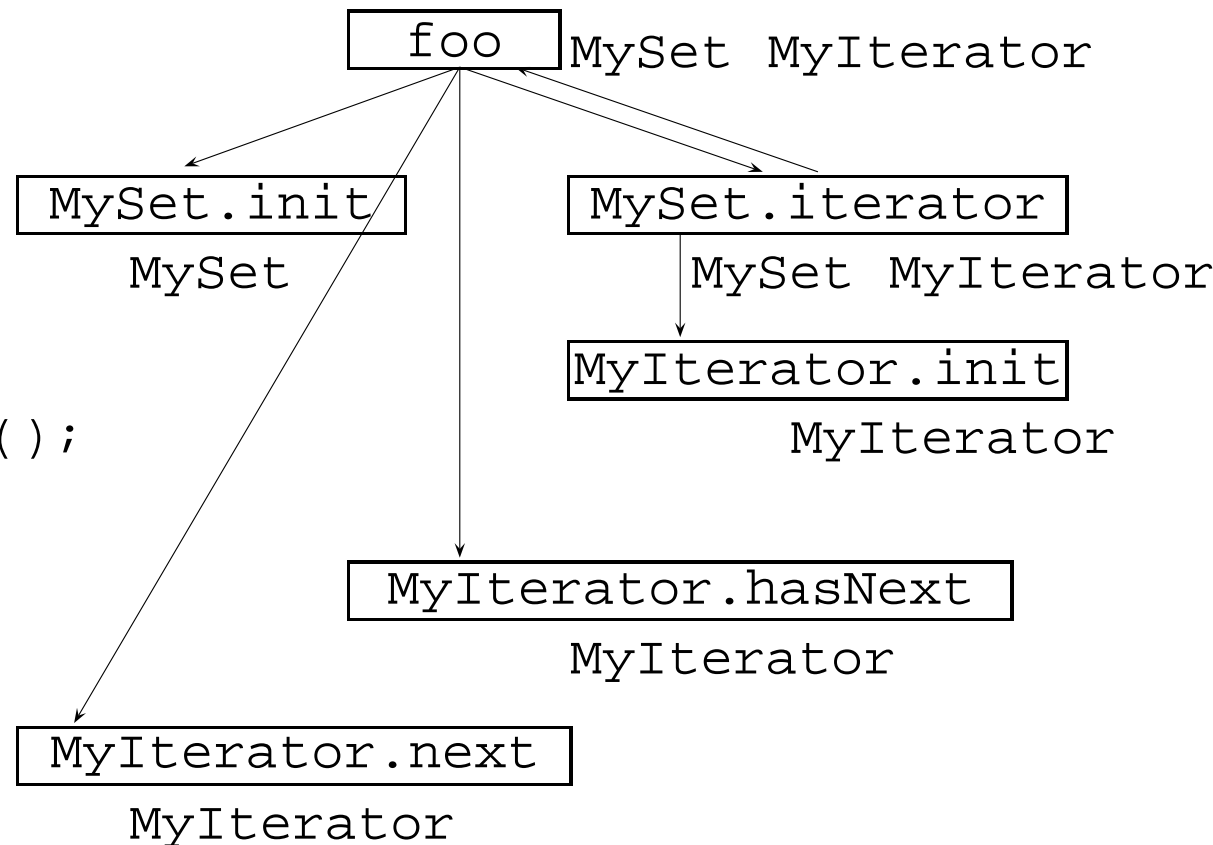 foo
MySet MyIterator
MySet.init
MySet.iterator
MySet
MySet MyIterator
MyIterator.init
();
MyIterator
MyIterator.hasNext
MyIterator
MyIterator.next
MyIterator